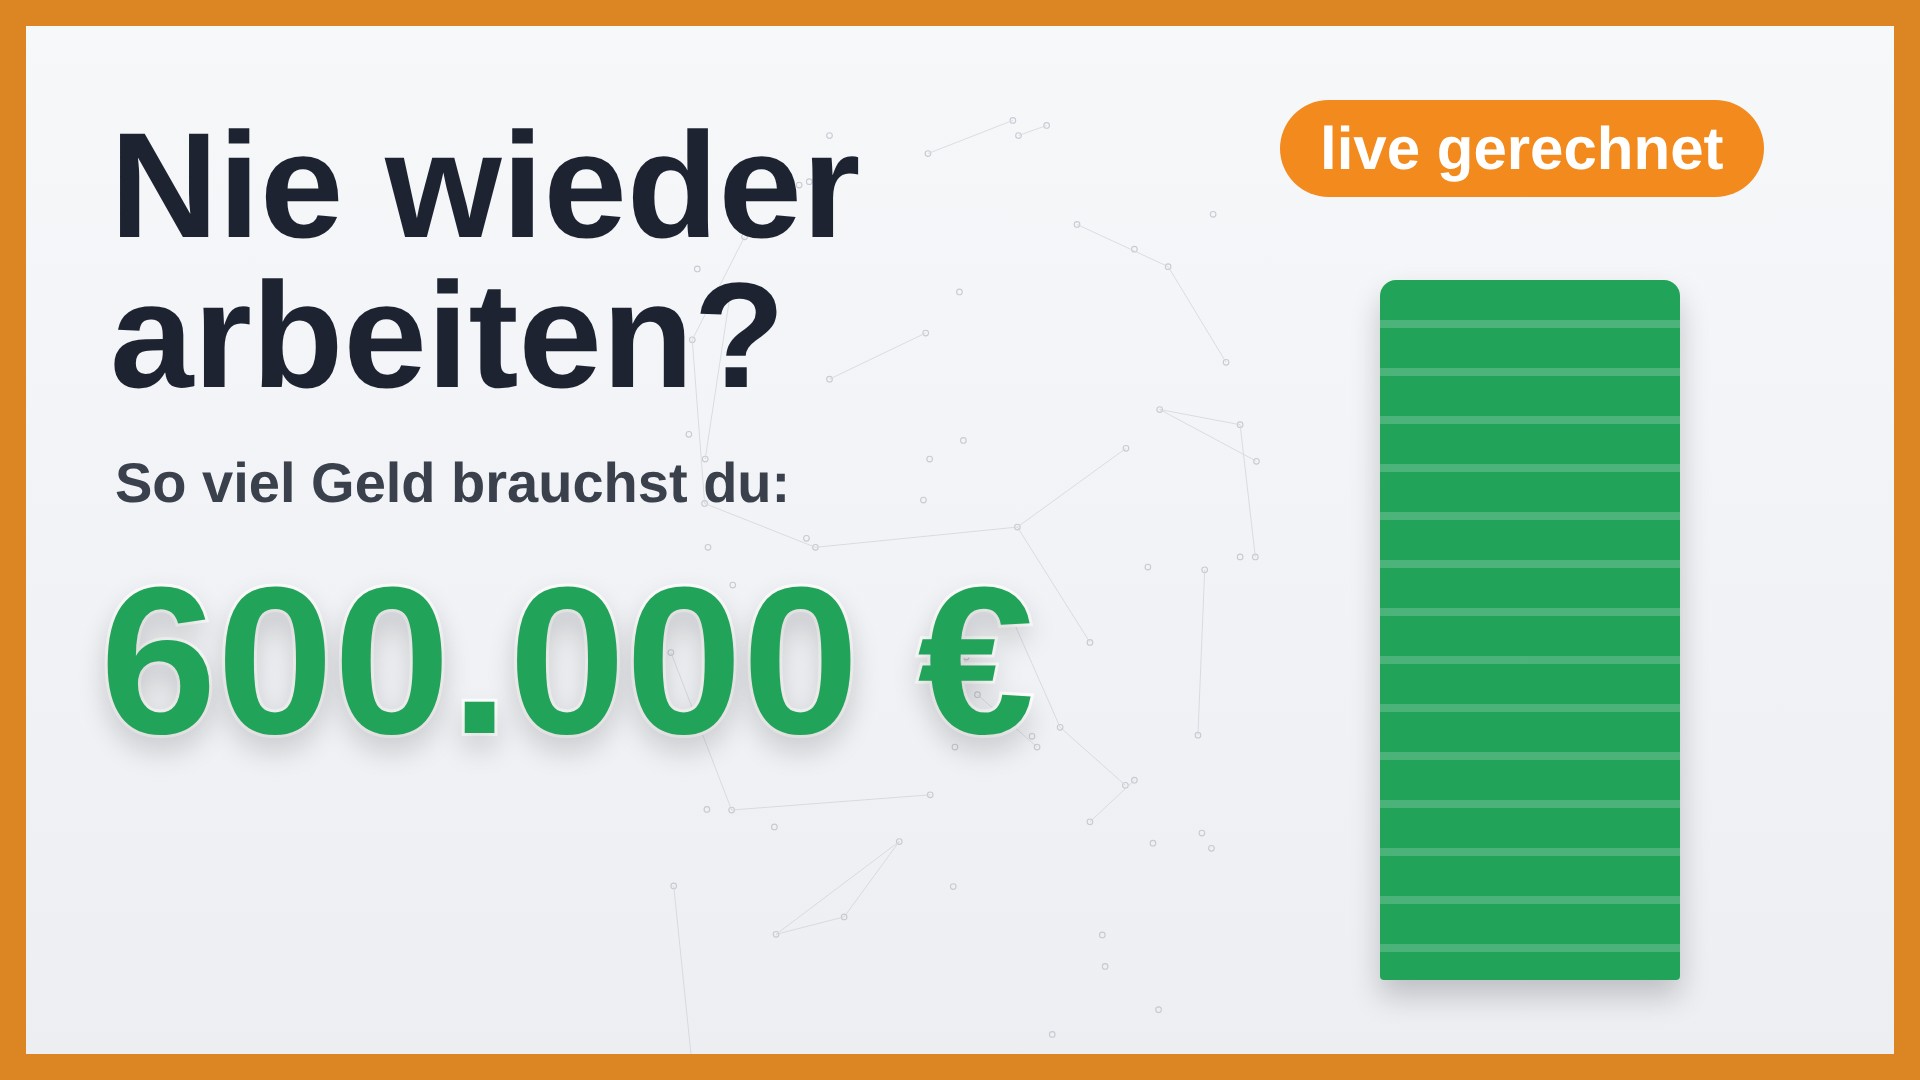 Nie wieder
arbeiten?
So viel Geld brauchst du:
600.000 €
live gerechnet